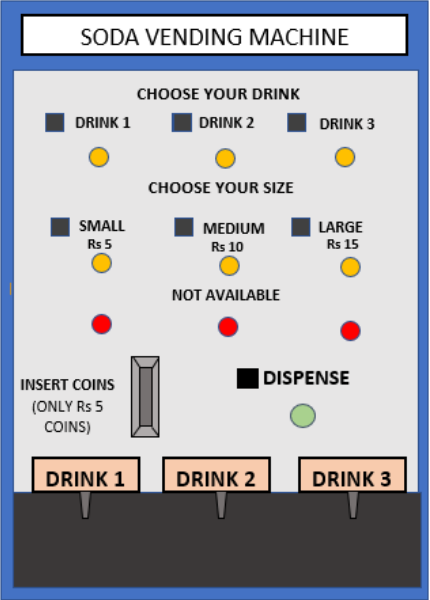 SODA VENDING MACHINE
CHOOSE YOUR DRINK
DRINK 1
DRINK 2
DRINK 3
CHOOSE YOUR SIZE
SMALL
Rs 5
MEDIUM
Rs 10
LARGE
Rs 15
NOT AVAILABLE
INSERT COINS
(ONLY Rs 5
COINS)
DISPENSE
DRINK 1
DRINK 2
DRINK 3